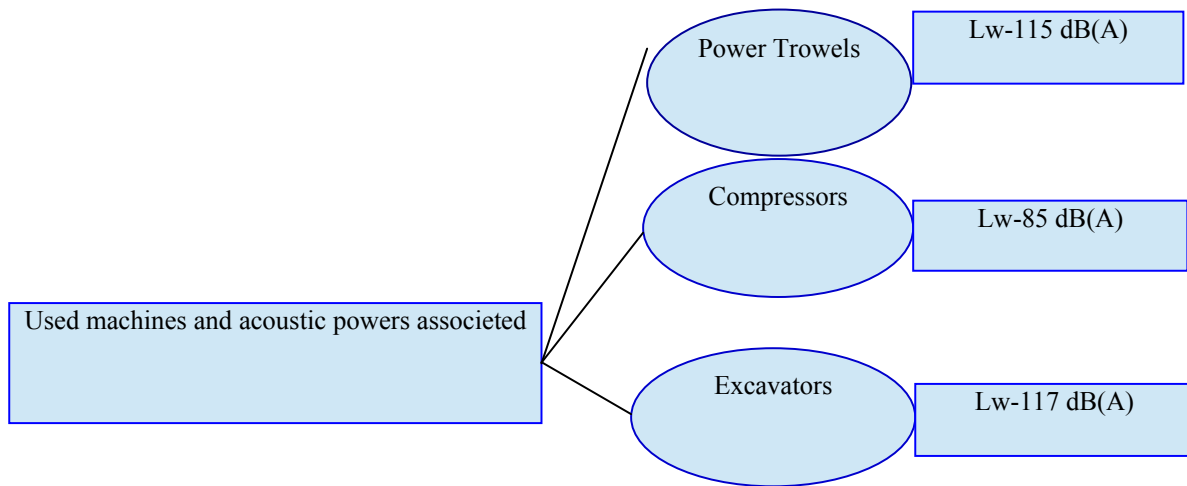 Power Trowels
Lw-115 dB(A)
Compressors
Lw-85 dB(A)
Used machines and acoustic powers associeted
Excavators
Lw-117 dB(A)